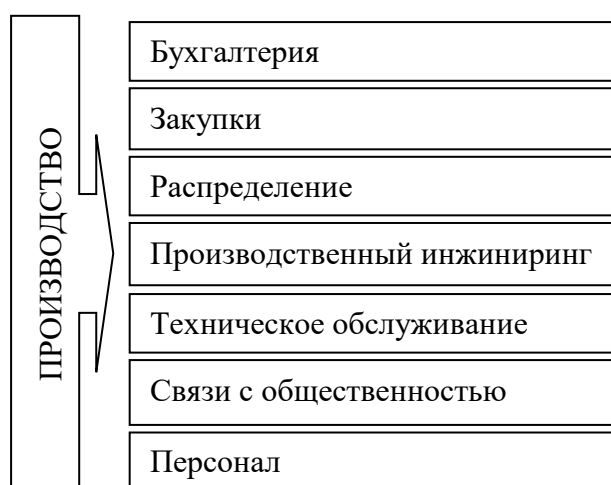 ПРОИЗВОДСТВО
Бухгалтерия
Закупки
Распределение
Производственный инжиниринг
Техническое обслуживание
Связи с общественностью
Персонал